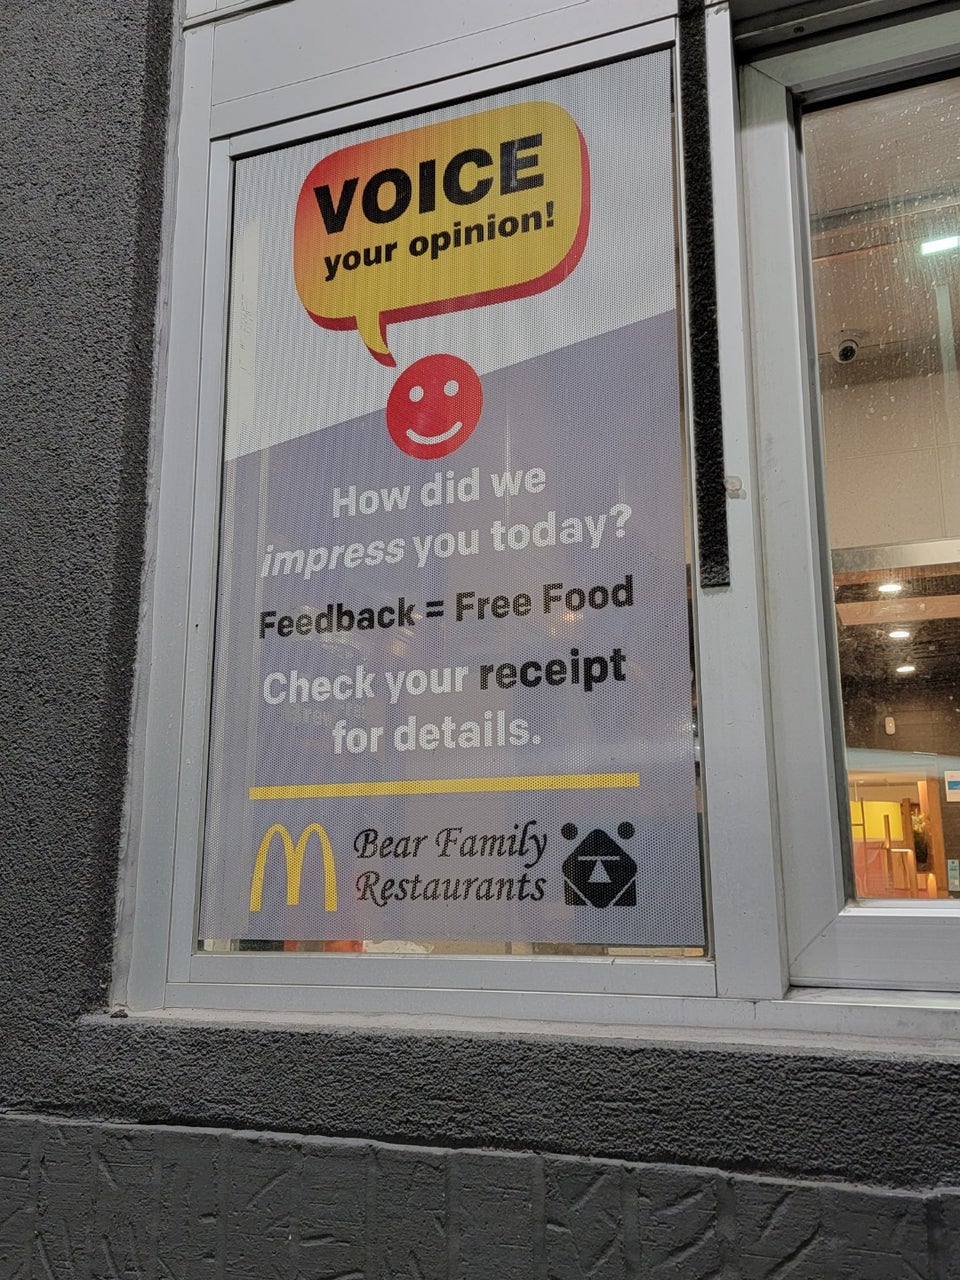 VOICE
your opinion!
How did we
impress you today?
Feedback = Free Food
Check your receipt
for details.
Bear Family
Restaurants